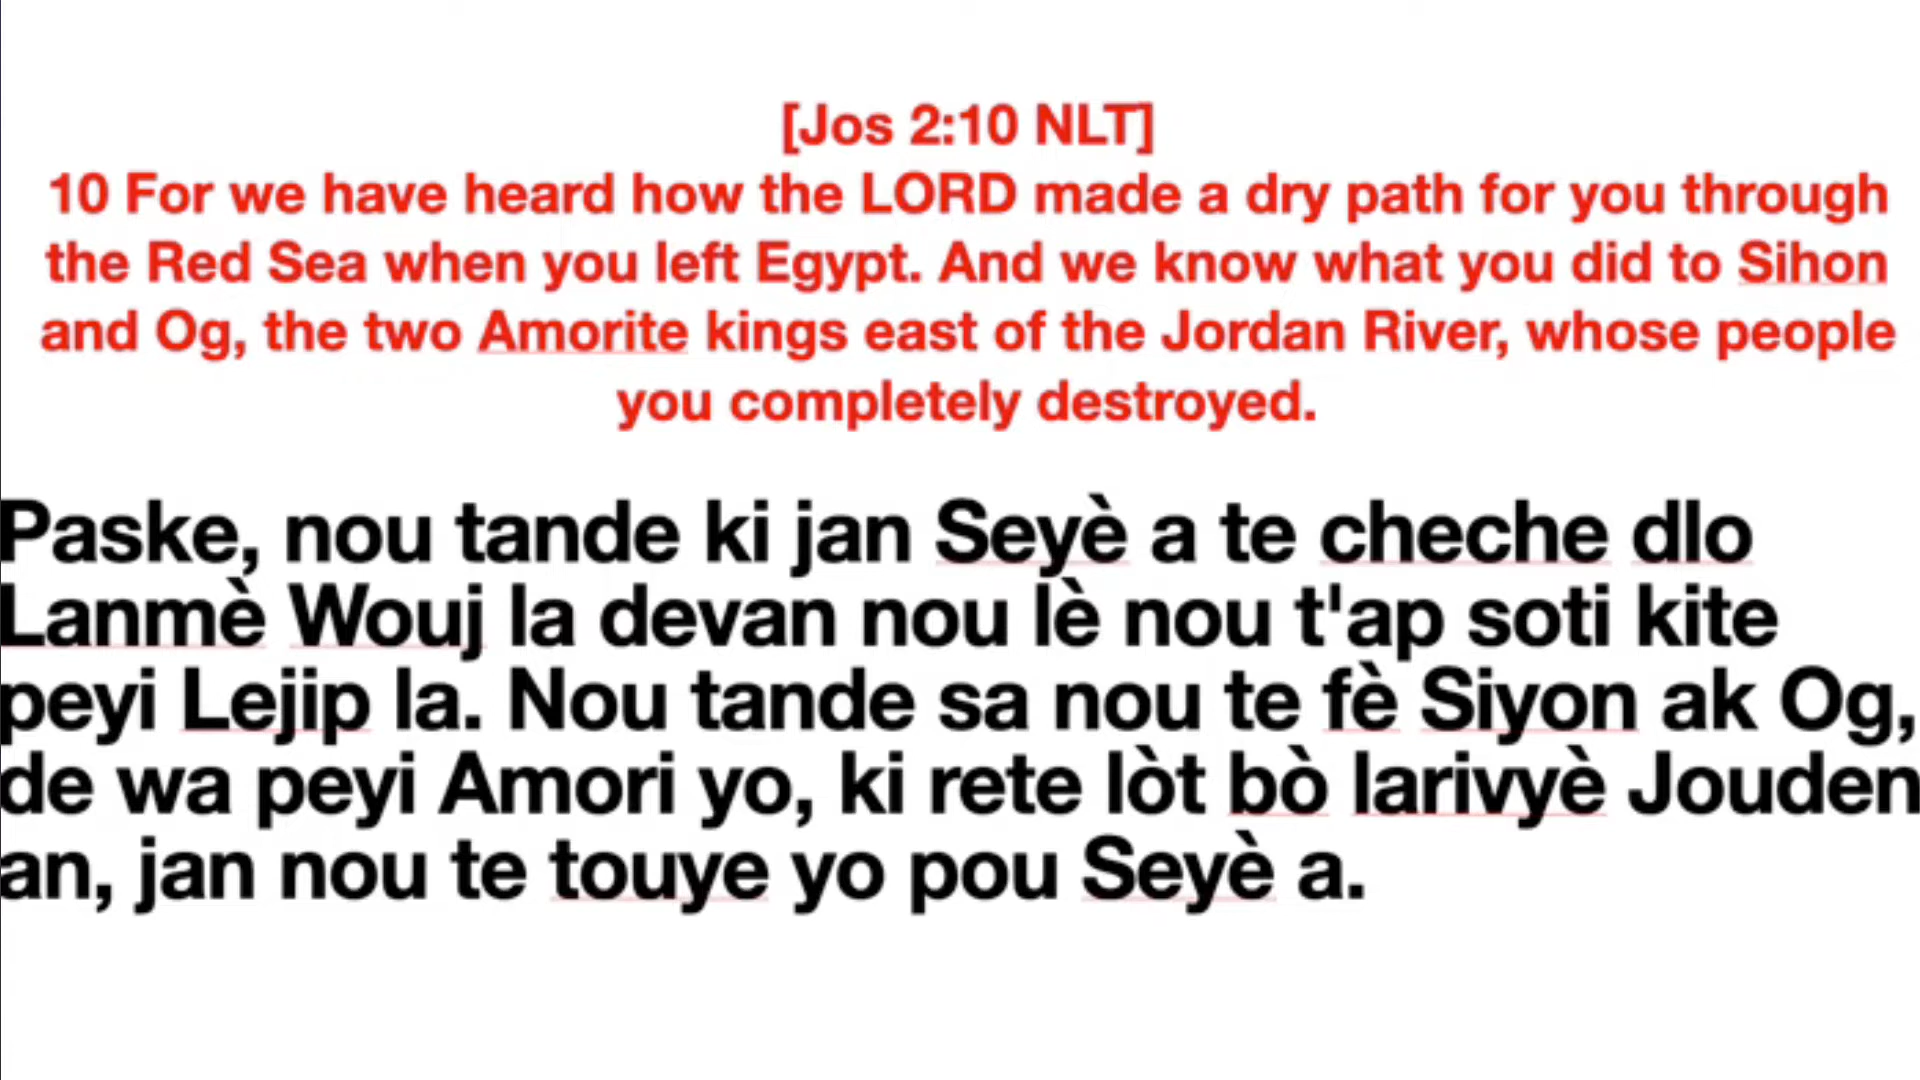 [Jos 2:10 NLT]
10 For we have heard how the LORD made a dry path for you through
the Red Sea when you left Egypt. And we know what you did to Sihon
and Og, the two Amorite kings east of the Jordan River, whose people
you completely destroyed.
Paske, nou tande ki jan Seyè a te cheche dlo
Lanmè Wouj la devan nou lè nou t'ap soti kite
peyi Lejip la. Nou tande sa nou te fè Siyon ak Og,
de wa peyi Amori yo, ki rete lòt bò larivyè Jouden
an, jan nou te touye yo pou Seyè a.